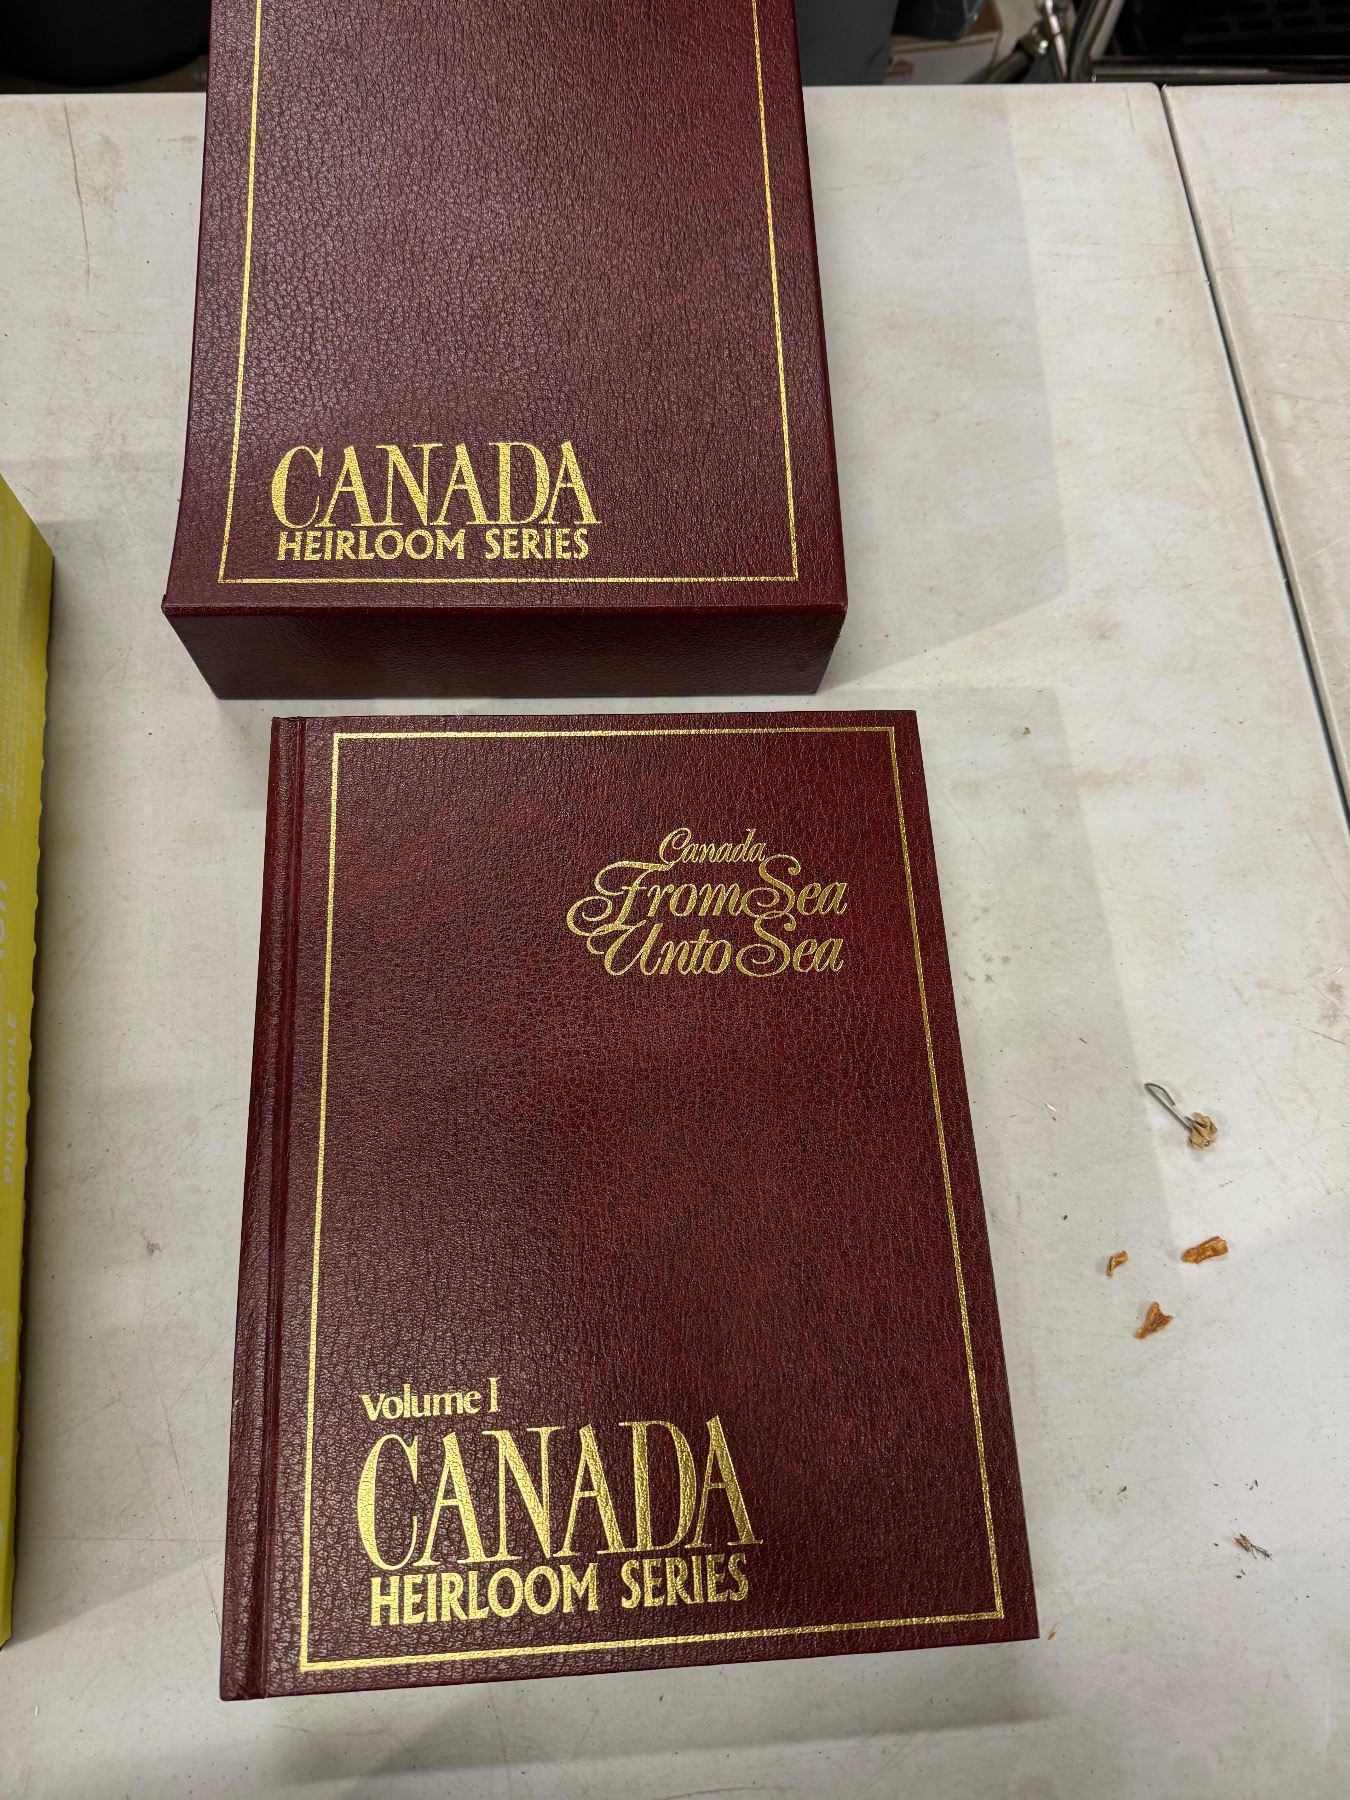 CANADA
HEIRLOOM SERIES
Canada
From Sea
Unto Sea
Volume I
CANADA
HEIRLOOM SERIES
PINEAPPLE